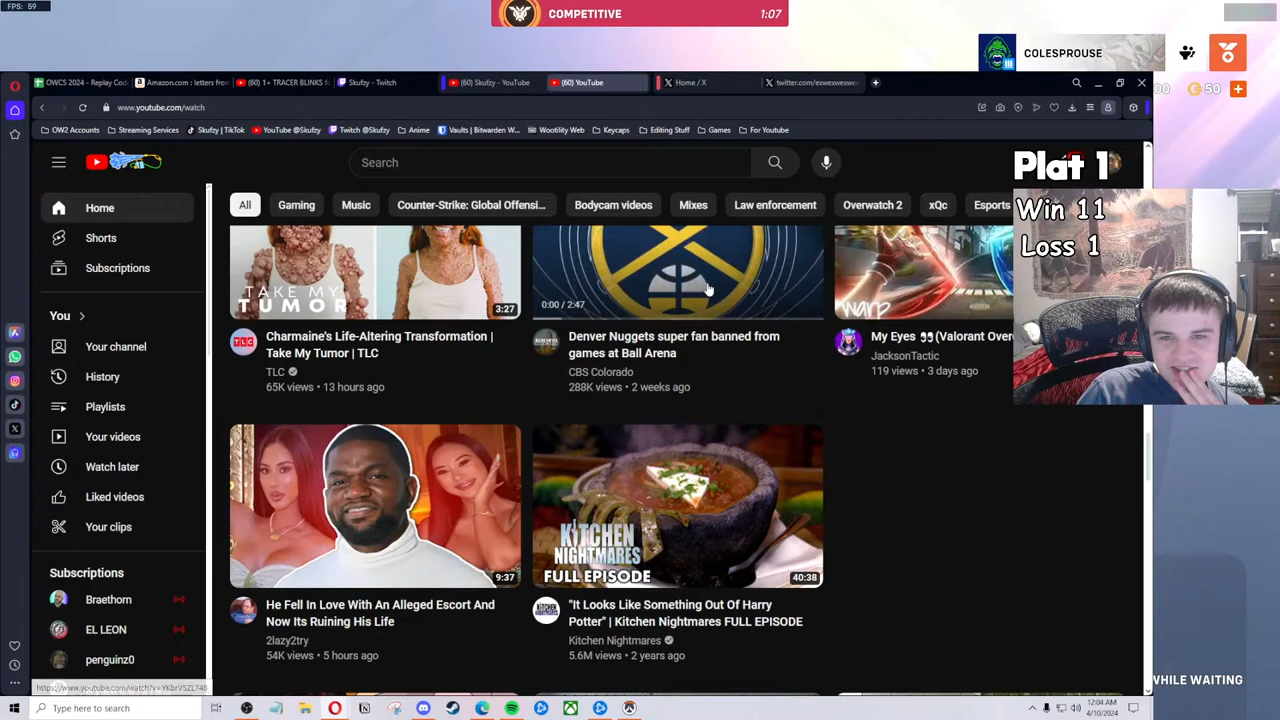 FPS: 59
COMPETITIVE
1:07
COLESPROUSE
OWCS 2024 - Replay Cod
Amazon.com : letters from
(60) 1+ TRACER BLINKS fo
Skufzy - Twitch
(60) Skufzy - YouTube
(60) YouTube
Home / X
twitter.com/exwexwexwe
00
50
www.youtube.com/watch
OW2 Accounts
Streaming Services
Skufzy | TikTok
YouTube @Skufzy
Twitch @Skufzy
Anime
Vaults | Bitwarden W...
Wootility Web
Keycaps
Editing Stuff
Games
For Youtube
Search
Plat 1
Win 11
Loss 1
Home
Shorts
Subscriptions
You
Your channel
History
Playlists
Your videos
Watch later
Liked videos
Your clips
Subscriptions
Braethorn
EL LEON
penguinz0
All
Gaming
Music
Counter-Strike: Global Offensi...
Bodycam videos
Mixes
Law enforcement
Overwatch 2
xQc
Esports
TAKE MY
TUMOR
3:27
Charmaine's Life-Altering Transformation |
Take My Tumor | TLC
TLC
TLC
65K views • 13 hours ago
0:00 / 2:47
Denver Nuggets super fan banned from
games at Ball Arena
CBS Colorado
288K views • 2 weeks ago
warp
My Eyes 👀 (Valorant Over
JacksonTactic
119 views • 3 days ago
9:37
He Fell In Love With An Alleged Escort And
Now Its Ruining His Life
2lazy2try
54K views • 5 hours ago
KITCHEN
NIGHTMARES
FULL EPISODE
40:38
"It Looks Like Something Out Of Harry
Potter" | Kitchen Nightmares FULL EPISODE
Kitchen Nightmares
5.6M views • 2 years ago
WHILE WAITING
Type here to search
12:04 AM
4/10/2024